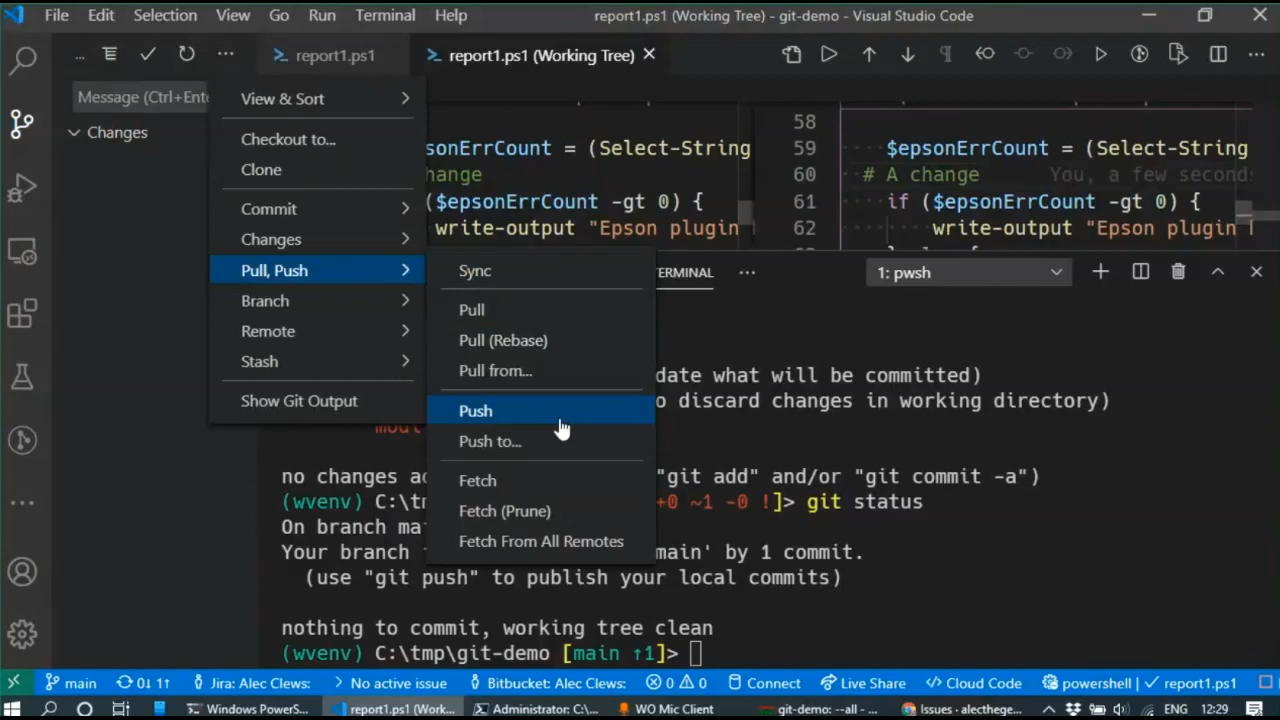 File Edit Selection View Go Run Terminal Help report1.ps1 (Working Tree) - git-demo - Visual Studio Code
... report1.ps1 report1.ps1 (Working Tree)
Message (Ctrl+Ente
Changes
View & Sort
Checkout to...
Clone
Commit
Changes
Pull, Push
Branch
Remote
Stash
Show Git Output
Sync
Pull
Pull (Rebase)
Pull from...
Push
Push to...
Fetch
Fetch (Prune)
Fetch From All Remotes
sonErrCount = (Select-String
hange
($epsonErrCount -gt 0) {
write-output "Epson plugin
58
59 $epsonErrCount = (Select-String
60 # A change You, a few seconds
61 if ($epsonErrCount -gt 0) {
62 write-output "Epson plugin
ERMINAL ... 1: pwsh
date what will be committed)
o discard changes in working directory)
no changes ad "git add" and/or "git commit -a")
(wvenv) C:\tm +0 ~1 -0 !]> git status
On branch ma
Your branch main' by 1 commit.
(use "git push" to publish your local commits)
nothing to commit, working tree clean
(wvenv) C:\tmp\git-demo [main ↑1]>
main 0↓ 1↑ Jira: Alec Clews: No active issue Bitbucket: Alec Clews: 0 0 Connect Live Share Cloud Code powershell report1.ps1
Windows PowerS... report1.ps1 (Work... Administrator: C:\... WO Mic Client git-demo: --all - ... Issues · alecthege... ENG 12:29